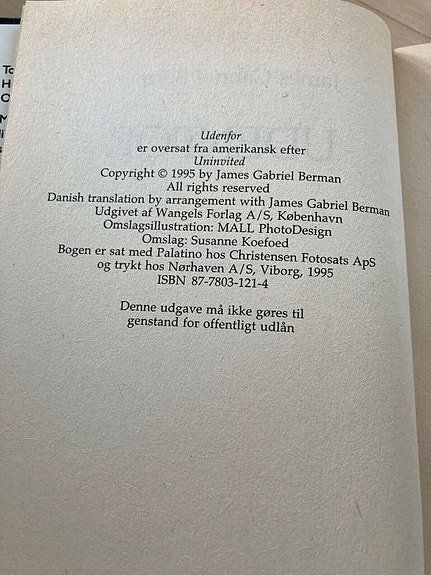 Udenfor
er oversat fra amerikansk efter
Uninvited
Copyright © 1995 by James Gabriel Berman
All rights reserved
Danish translation by arrangement with James Gabriel Berman
Udgivet af Wangels Forlag A/S, København
Omslagsillustration: MALL PhotoDesign
Omslag: Susanne Koefoed
Bogen er sat med Palatino hos Christensen Fotosats ApS
og trykt hos Nørhaven A/S, Viborg, 1995
ISBN 87-7803-121-4
Denne udgave må ikke gøres til
genstand for offentligt udlån